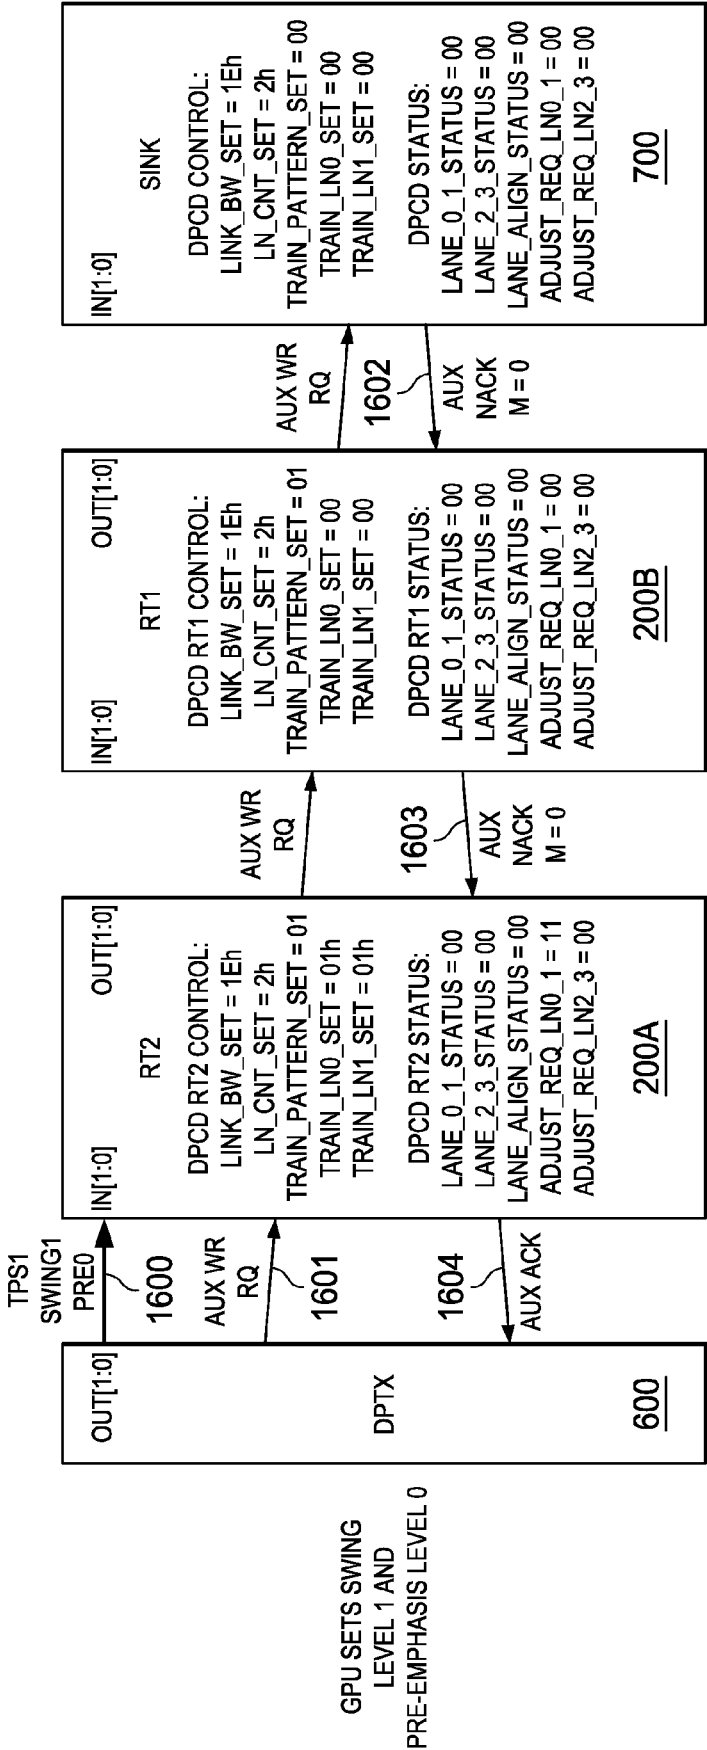 GPU SETS SWING
LEVEL 1 AND
PRE-EMPHASIS LEVEL 0
OUT[1:0]
DPTX
600
TPS1
SWING1
PRE0
1600
AUX WR
RQ
1601
1604
AUX ACK
IN[1:0]
OUT[1:0]
RT2
DPCD RT2 CONTROL:
LINK_BW_SET = 1Eh
LN_CNT_SET = 2h
TRAIN_PATTERN_SET = 01
TRAIN_LN0_SET = 01h
TRAIN_LN1_SET = 01h
DPCD RT2 STATUS:
LANE_0_1_STATUS = 00
LANE_2_3_STATUS = 00
LANE_ALIGN_STATUS = 00
ADJUST_REQ_LN0_1 = 11
ADJUST_REQ_LN2_3 = 00
200A
AUX WR
RQ
1603
AUX
NACK
M = 0
IN[1:0]
OUT[1:0]
RT1
DPCD RT1 CONTROL:
LINK_BW_SET = 1Eh
LN_CNT_SET = 2h
TRAIN_PATTERN_SET = 01
TRAIN_LN0_SET = 00
TRAIN_LN1_SET = 00
DPCD RT1 STATUS:
LANE_0_1_STATUS = 00
LANE_2_3_STATUS = 00
LANE_ALIGN_STATUS = 00
ADJUST_REQ_LN0_1 = 00
ADJUST_REQ_LN2_3 = 00
200B
AUX WR
RQ
1602
AUX
NACK
M = 0
IN[1:0]
SINK
DPCD CONTROL:
LINK_BW_SET = 1Eh
LN_CNT_SET = 2h
TRAIN_PATTERN_SET = 00
TRAIN_LN0_SET = 00
TRAIN_LN1_SET = 00
DPCD STATUS:
LANE_0_1_STATUS = 00
LANE_2_3_STATUS = 00
LANE_ALIGN_STATUS = 00
ADJUST_REQ_LN0_1 = 00
ADJUST_REQ_LN2_3 = 00
700